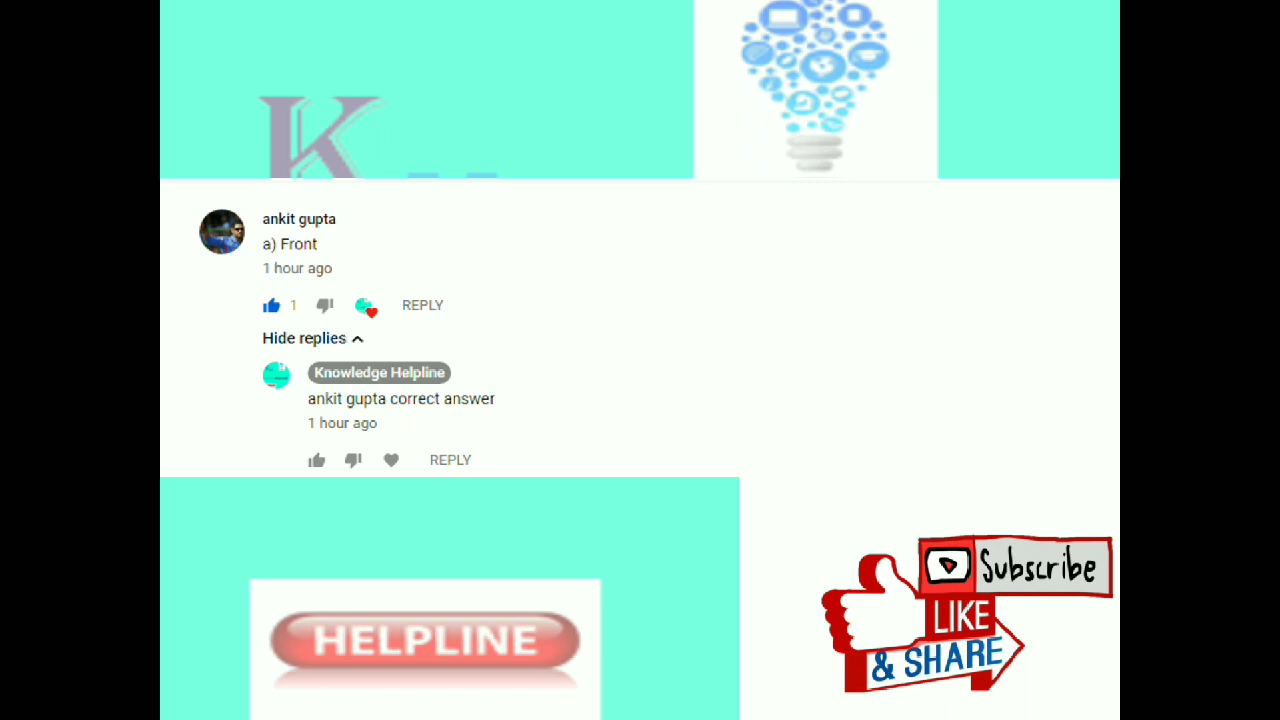 K
ankit gupta
a) Front
1 hour ago
1 REPLY
Hide replies
Knowledge Helpline
ankit gupta correct answer
1 hour ago
REPLY
HELPLINE
Subscribe
LIKE
& SHARE